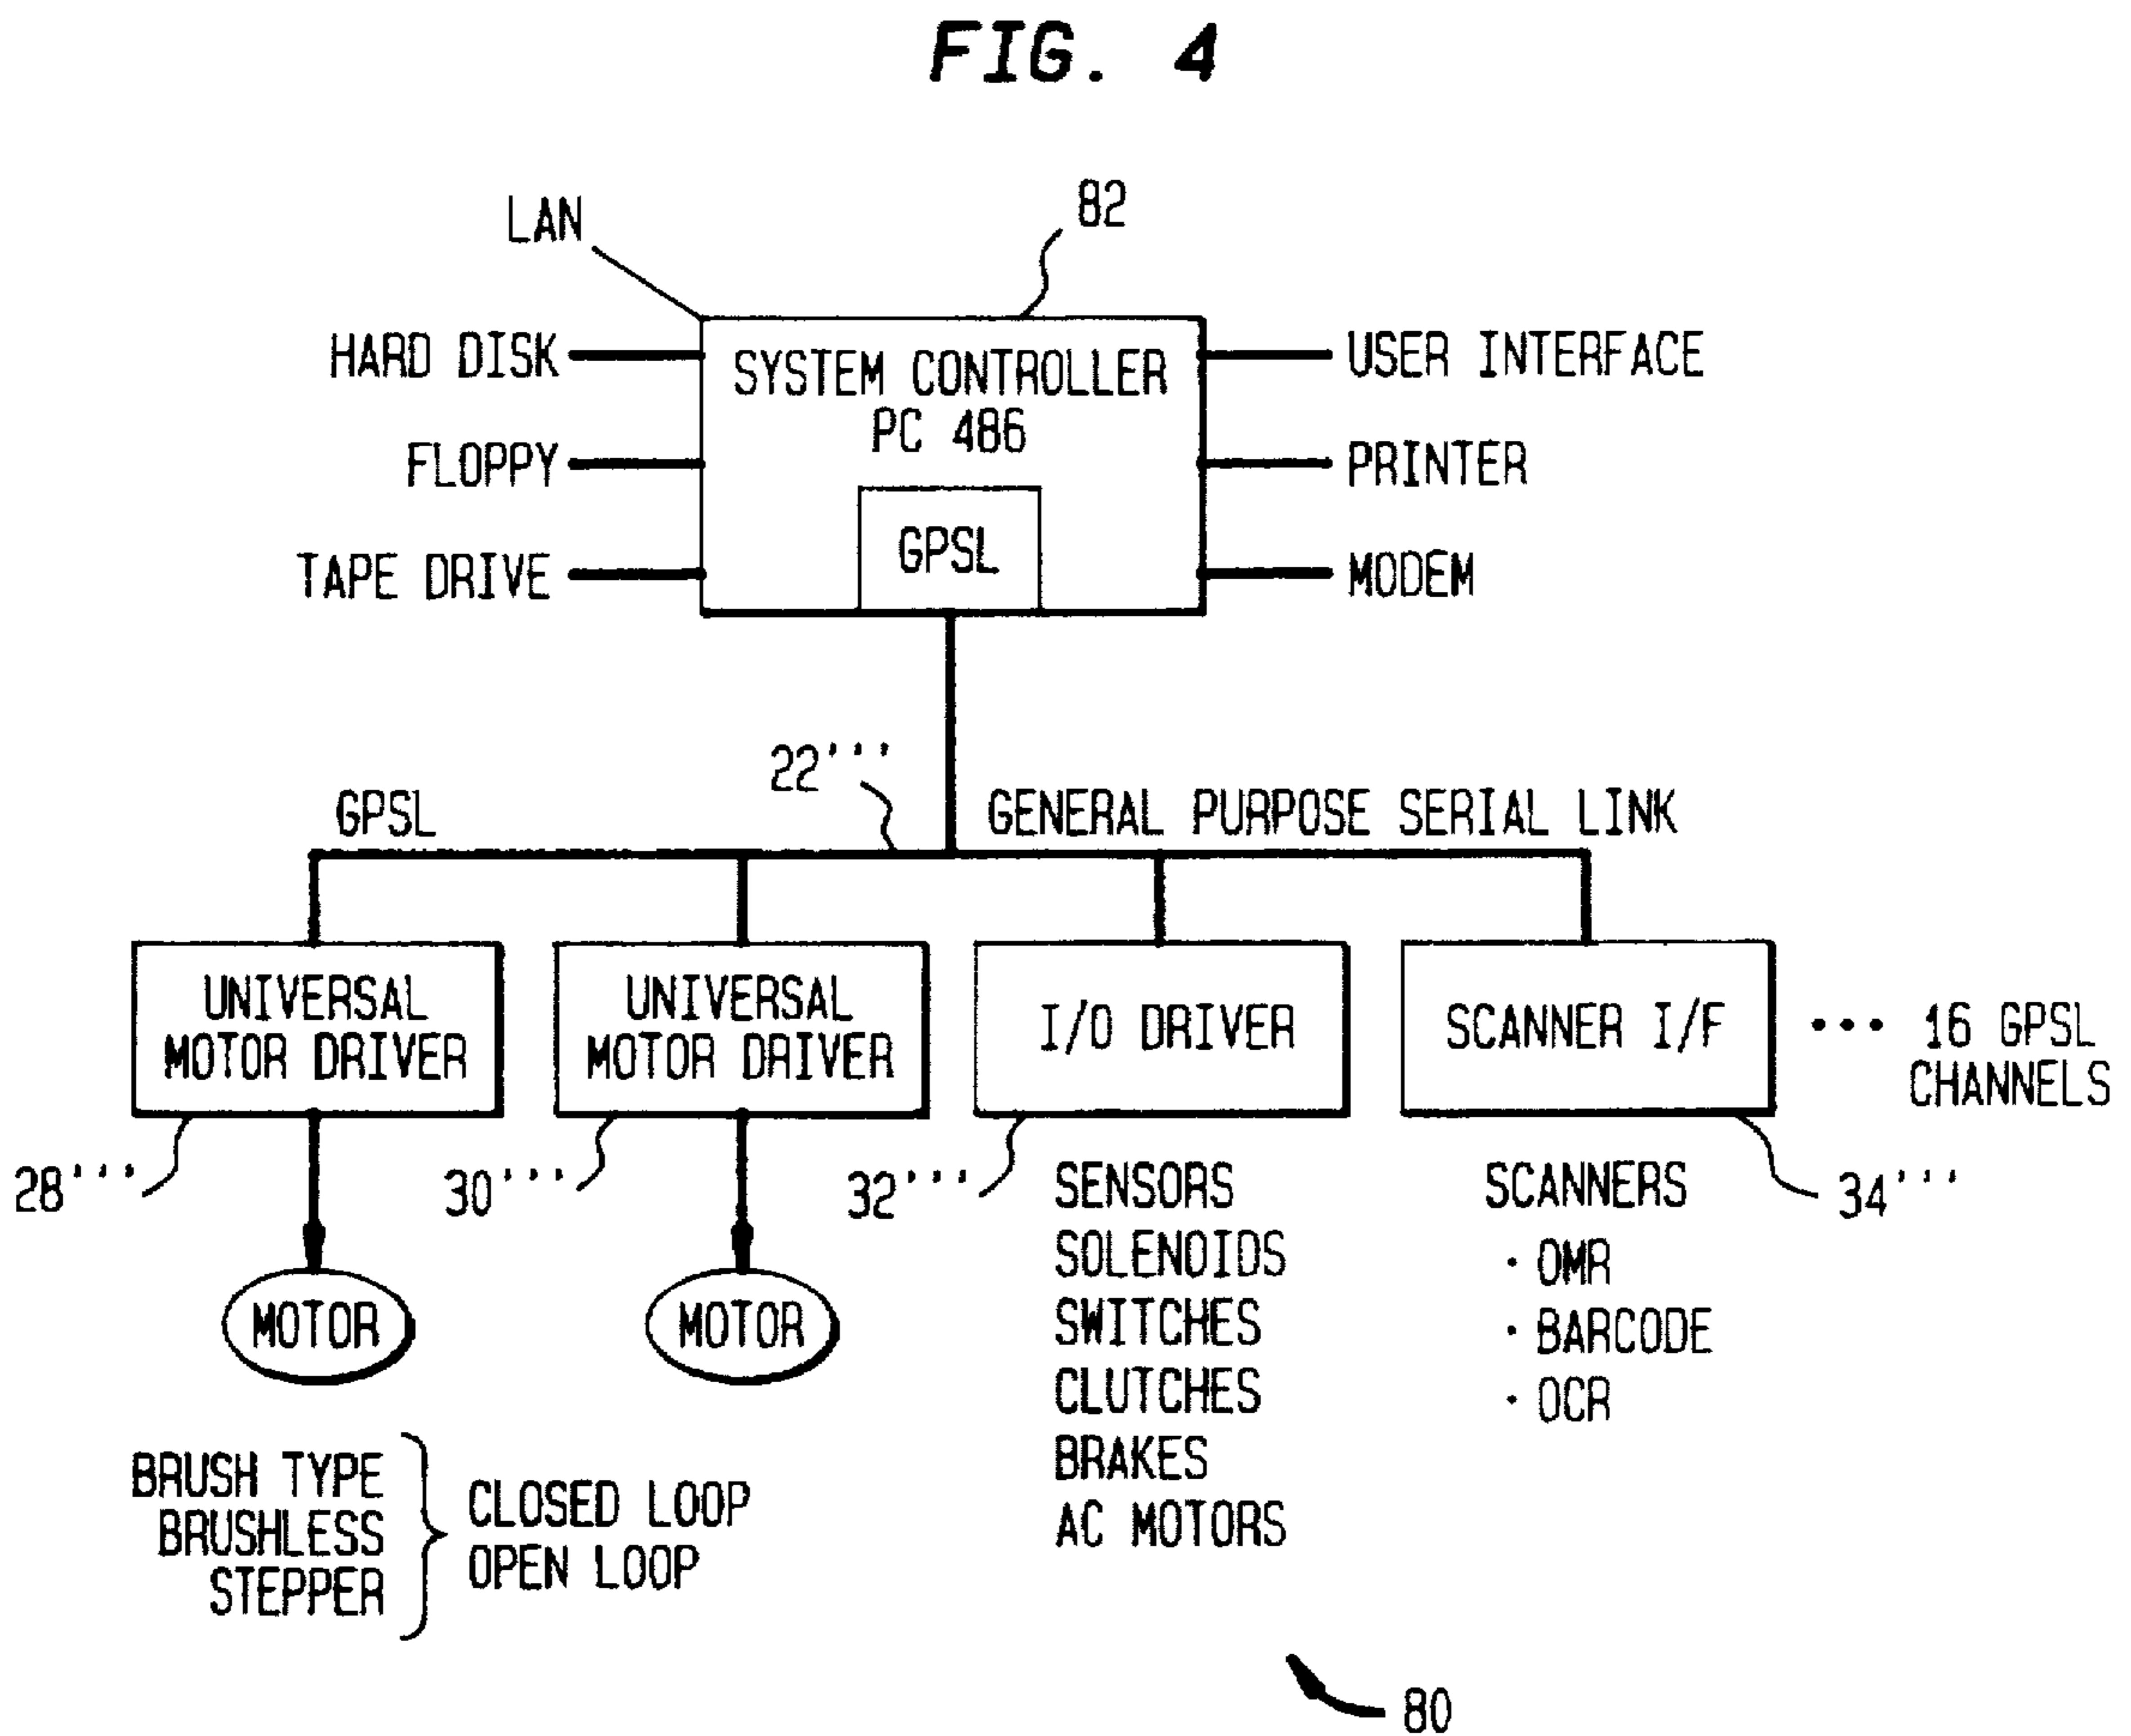 FIG. 4
LAN
82
HARD DISK
FLOPPY
TAPE DRIVE
SYSTEM CONTROLLER
PC 486
GPSL
USER INTERFACE
PRINTER
MODEM
22'''
GPSL
GENERAL PURPOSE SERIAL LINK
UNIVERSAL
MOTOR DRIVER
UNIVERSAL
MOTOR DRIVER
I/O DRIVER
SCANNER I/F
••• 16 GPSL
CHANNELS
28'''
30'''
32'''
34'''
MOTOR
MOTOR
SENSORS
SOLENOIDS
SWITCHES
CLUTCHES
BRAKES
AC MOTORS
SCANNERS
· OMR
· BARCODE
· OCR
BRUSH TYPE
BRUSHLESS
STEPPER
CLOSED LOOP
OPEN LOOP
80